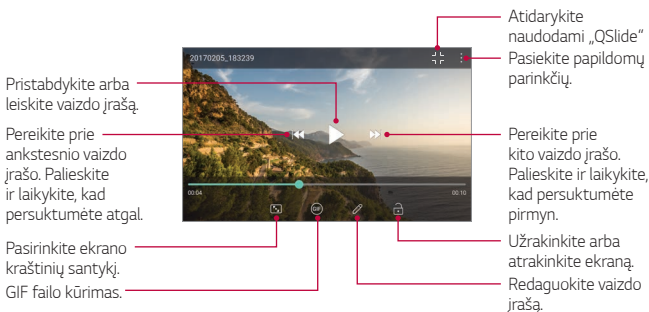 Atidarykite
naudodami „QSlide“
Pasiekite papildomų
parinkčių.
20170205_183239
Pristabdykite arba
leiskite vaizdo įrašą.
Pereikite prie
ankstesnio vaizdo
įrašo. Palieskite
ir laikykite, kad
persuktumėte atgal.
Pereikite prie
kito vaizdo įrašo.
Palieskite ir laikykite,
kad persuktumėte
pirmyn.
00:04
00:10
GIF
Pasirinkite ekrano
kraštinių santykį.
GIF failo kūrimas.
Užrakinkite arba
atrakinkite ekraną.
Redaguokite vaizdo
įrašą.